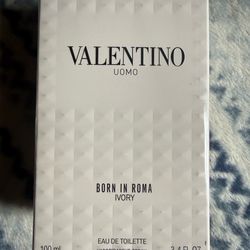 VALENTINO
UOMO
BORN IN ROMA
IVORY
EAU DE TOILETTE
100 ml
3.4 FL. OZ